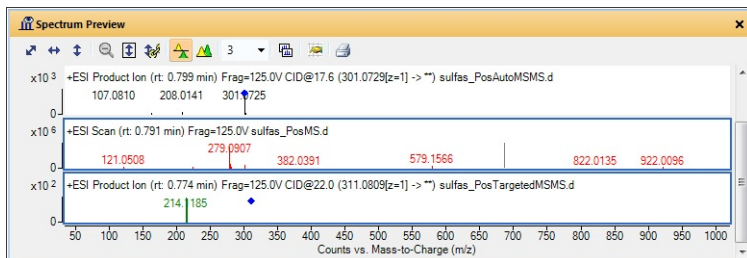 Spectrum Preview
3
x10 3
+ESI Product Ion (rt: 0.799 min) Frag=125.0V CID@17.6 (301.0729[z=1] -> **) sulfas_PosAutoMSMS.d
107.0810 208.0141 301.0725
0
x10 6
+ESI Scan (rt: 0.791 min) Frag=125.0V sulfas_PosMS.d
279.0907
121.0508 382.0391 579.1566 822.0135 922.0096
0
x10 2
+ESI Product Ion (rt: 0.774 min) Frag=125.0V CID@22.0 (311.0809[z=1] -> **) sulfas_PosTargetedMSMS.d
0
50 100 150 200 250 300 350 400 450 500 550 600 650 700 750 800 850 900 950 1000
Counts vs. Mass-to-Charge (m/z)